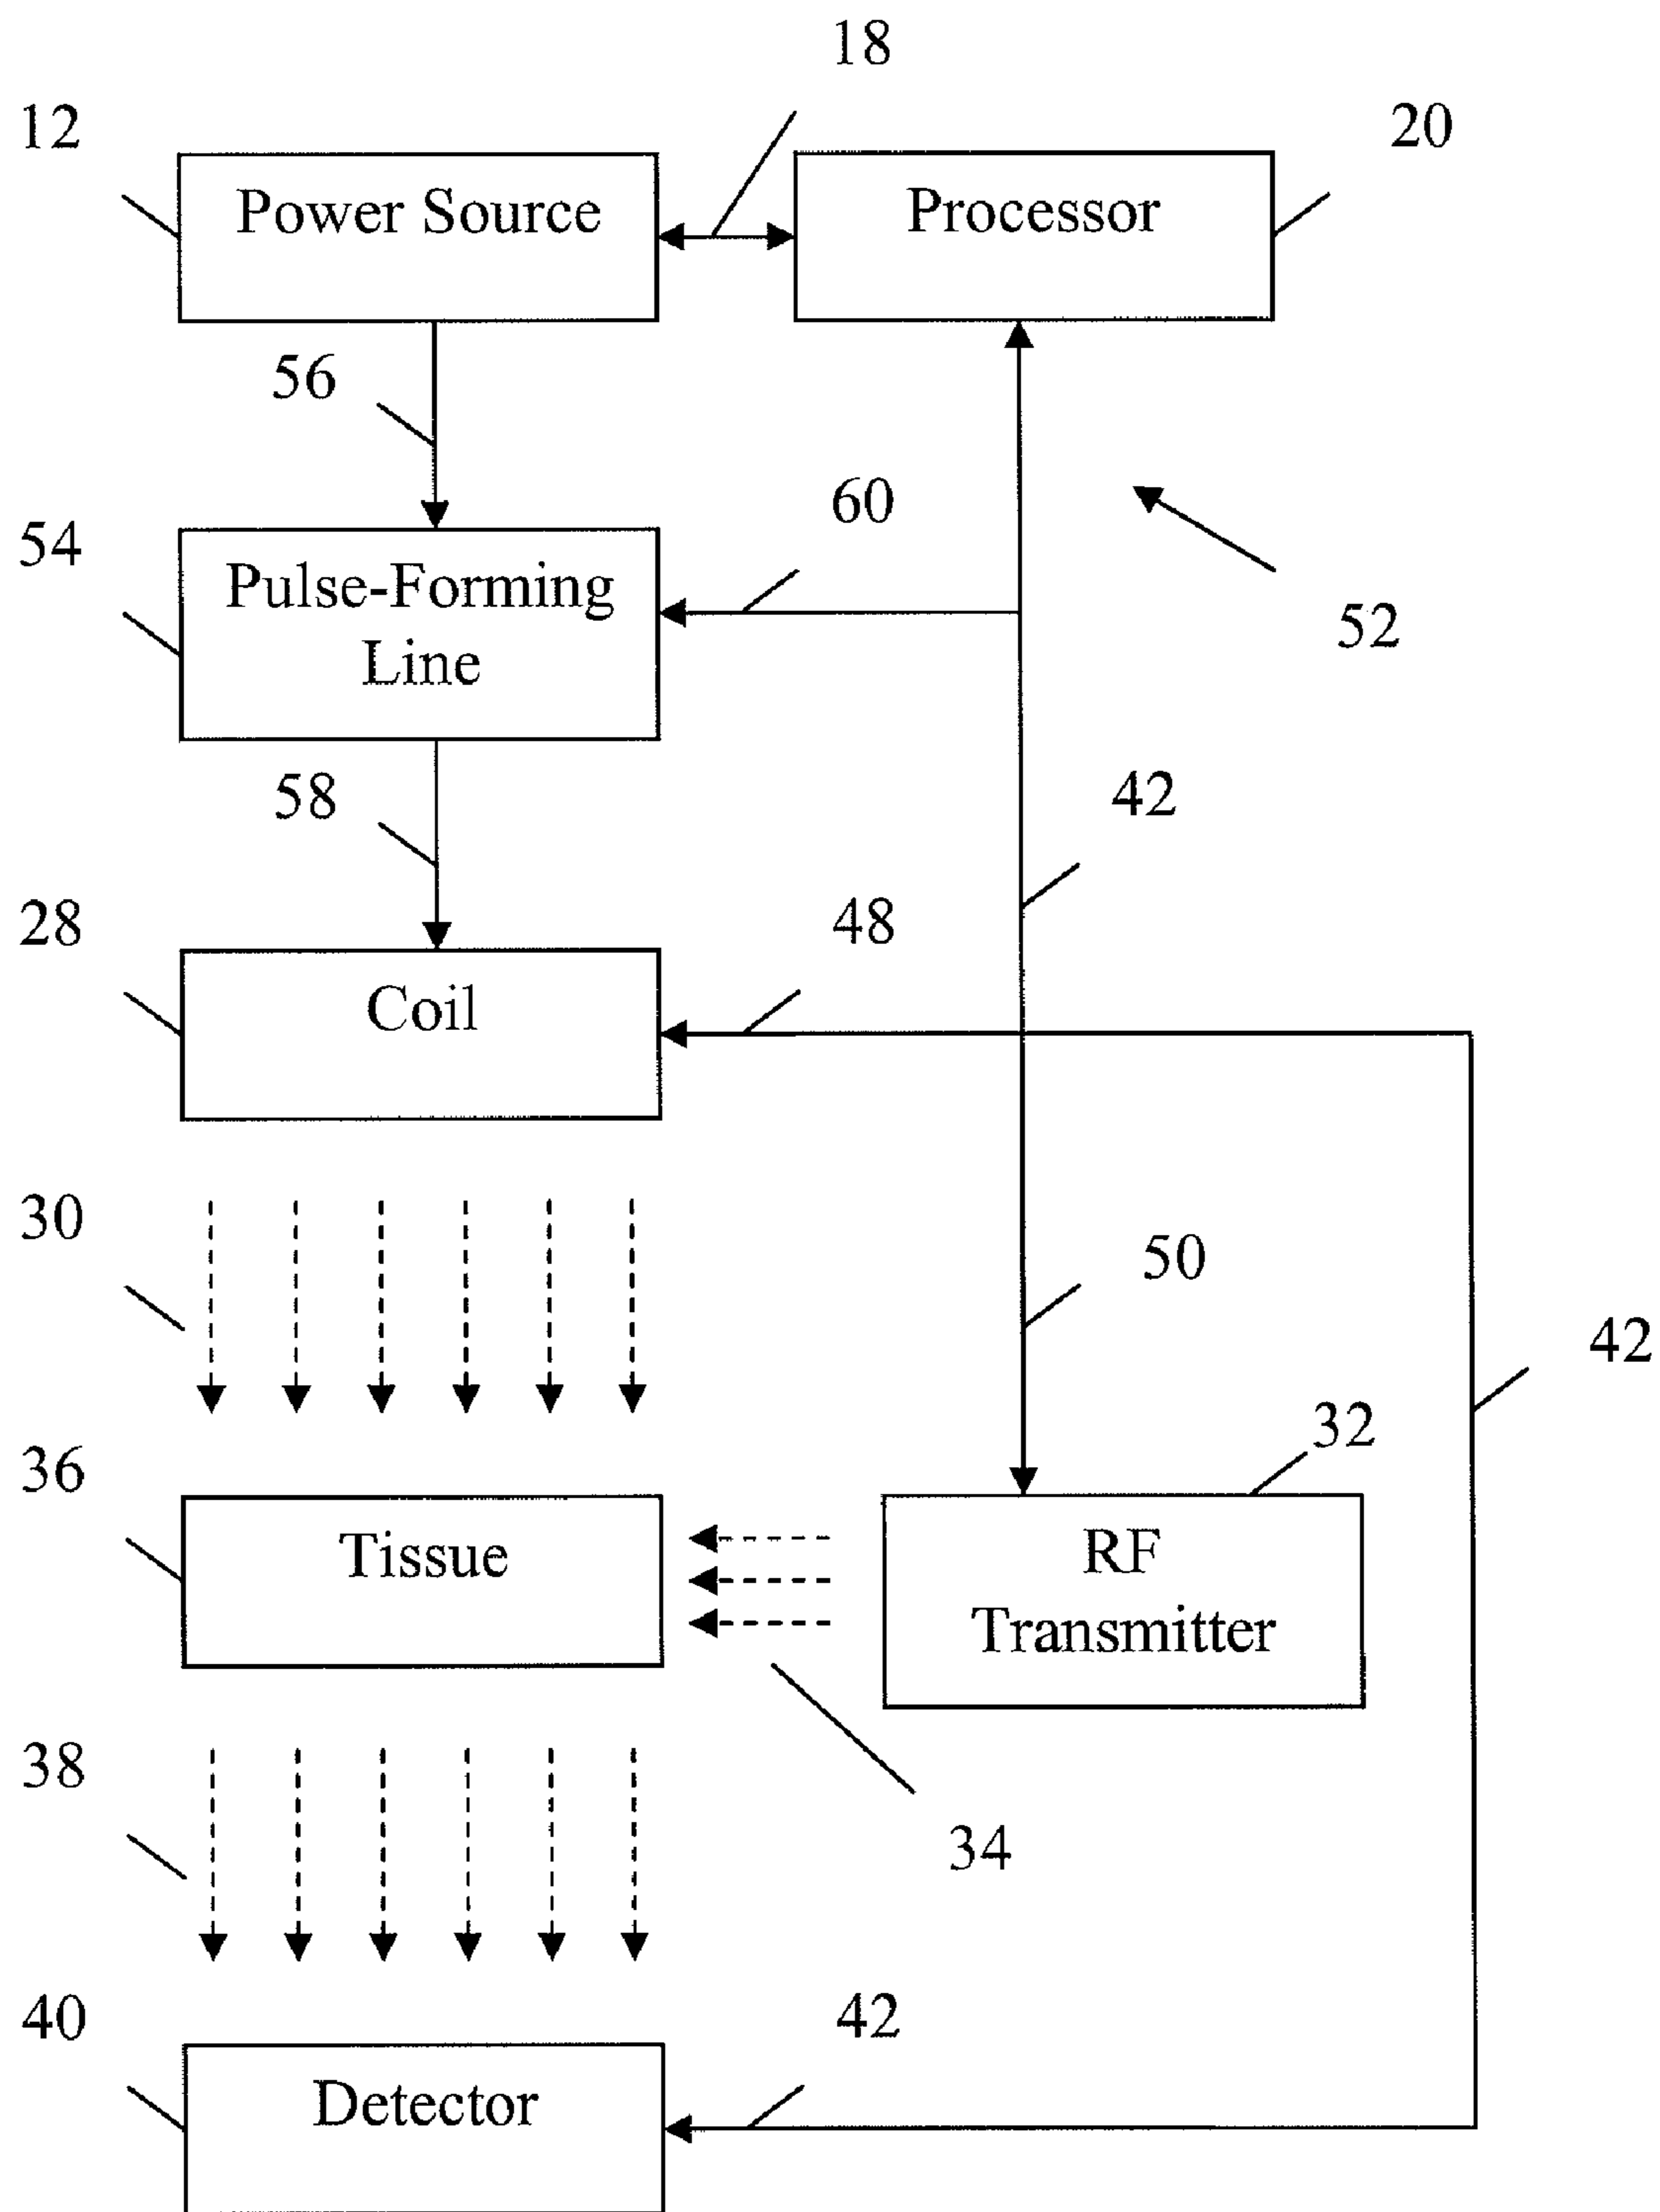 18
12
20
Power Source
Processor
56
60
54
Pulse-Forming
Line
52
58
42
28
48
Coil
30
50
42
32
36
Tissue
RF
Transmitter
38
34
40
42
Detector